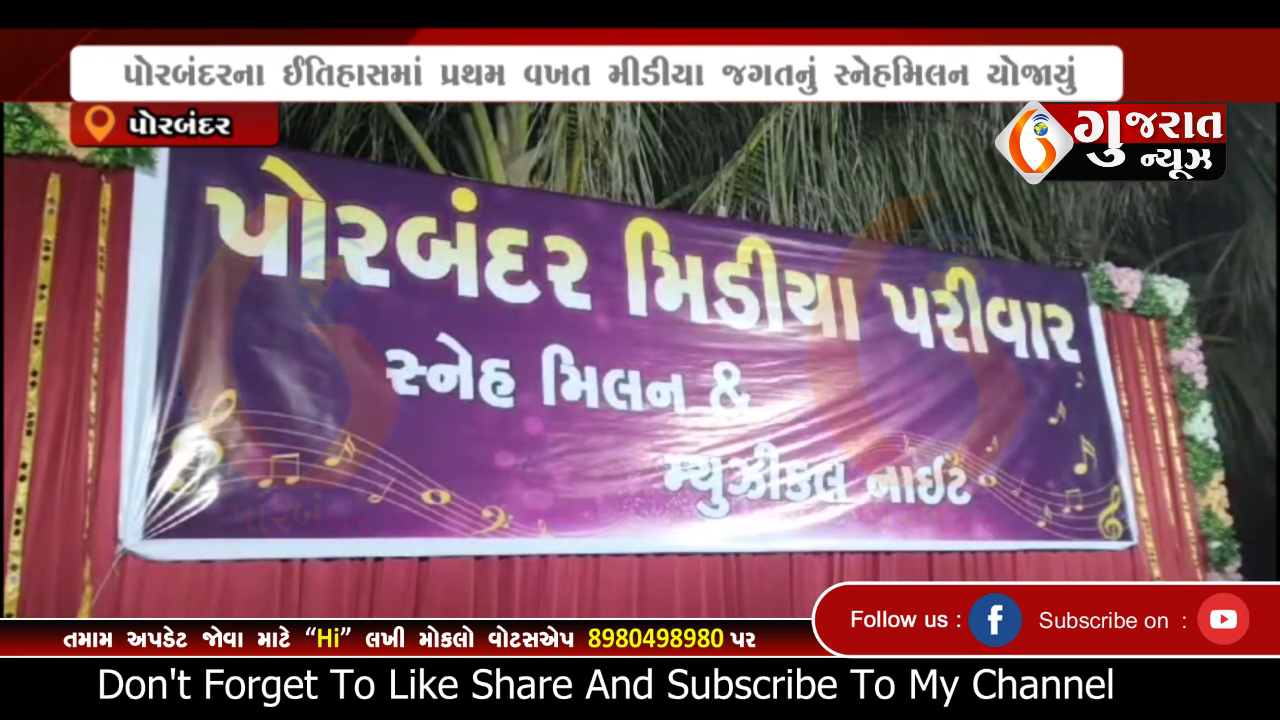 પોરબંદરના ઈતિહાસમાં પ્રથમ વખત મીડીયા જગતનું સ્નેહમિલન યોજાયું
પોરબંદર
ગુજરાત
ન્યૂઝ
પોરબંદર મિડીયા પરીવાર
સ્નેહ મિલન &
મ્યુઝીકલ નાઈટ
તમામ અપડેટ જોવા માટે “Hi” લખી મોકલો વોટસએપ 8980498980 પર
Follow us :
Subscribe on :
Don't Forget To Like Share And Subscribe To My Channel